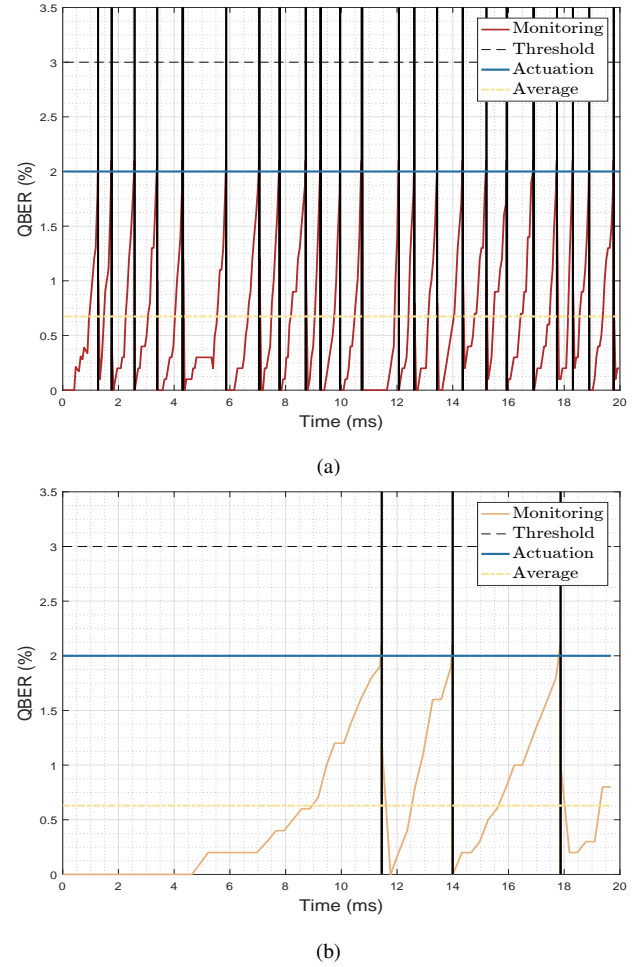 3.5
3
2.5
2
1.5
1
0.5
0
QBER (%)
Monitoring
Threshold
Actuation
Average
0 2 4 6 8 10 12 14 16 18 20
Time (ms)
(a)
3.5
3
2.5
2
1.5
1
0.5
0
QBER (%)
Monitoring
Threshold
Actuation
Average
0 2 4 6 8 10 12 14 16 18 20
Time (ms)
(b)